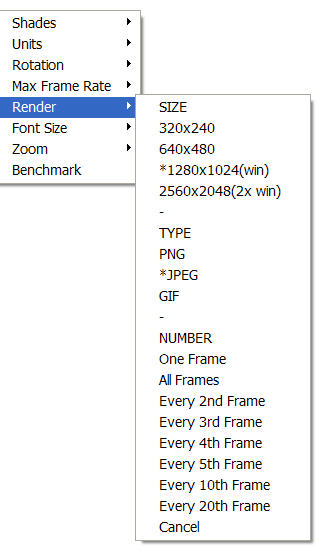 Shades
Units
Rotation
Max Frame Rate
Render
Font Size
Zoom
Benchmark
SIZE
320x240
640x480
*1280x1024(win)
2560x2048(2x win)
-
TYPE
PNG
*JPEG
GIF
-
NUMBER
One Frame
All Frames
Every 2nd Frame
Every 3rd Frame
Every 4th Frame
Every 5th Frame
Every 10th Frame
Every 20th Frame
Cancel